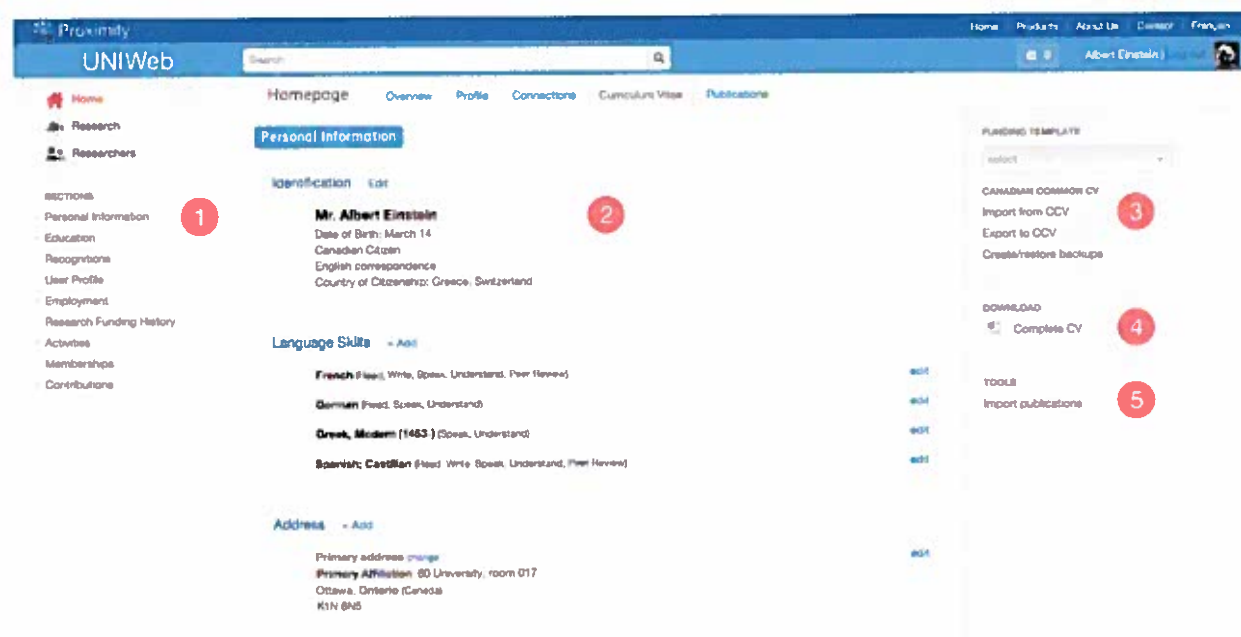 Proximity
Home Products About Us Contact Français
UNIWeb
Search
Albert Einstein |
Home
Research
Researchers
SECTIONS
Personal Information
Education
Recognitions
User Profile
Employment
Research Funding History
Activities
Memberships
Contributions
1
Homepage Overview Profile Connections Curriculum Vitae Publications
Personal Information
Identification Edit
Mr. Albert Einstein
Date of Birth: March 14
Canadian Citizen
English correspondence
Country of Citizenship: Greece, Switzerland
2
Language Skills + Add
French (Read, Write, Speak, Understand, Peer Review) edit
German (Read, Speak, Understand) edit
Greek, Modern (1453-) (Speak, Understand) edit
Spanish; Castilian (Read, Write, Speak, Understand, Peer Review) edit
Address + Add
Primary address change edit
Primary Affiliation 60 University, room 017
Ottawa, Ontario (Canada)
K1N 6N5
FUNDING TEMPLATE
select
CANADIAN COMMON CV
Import from CCV
Export to CCV
Create/restore backups
3
DOWNLOAD
Complete CV
4
TOOLS
Import publications
5